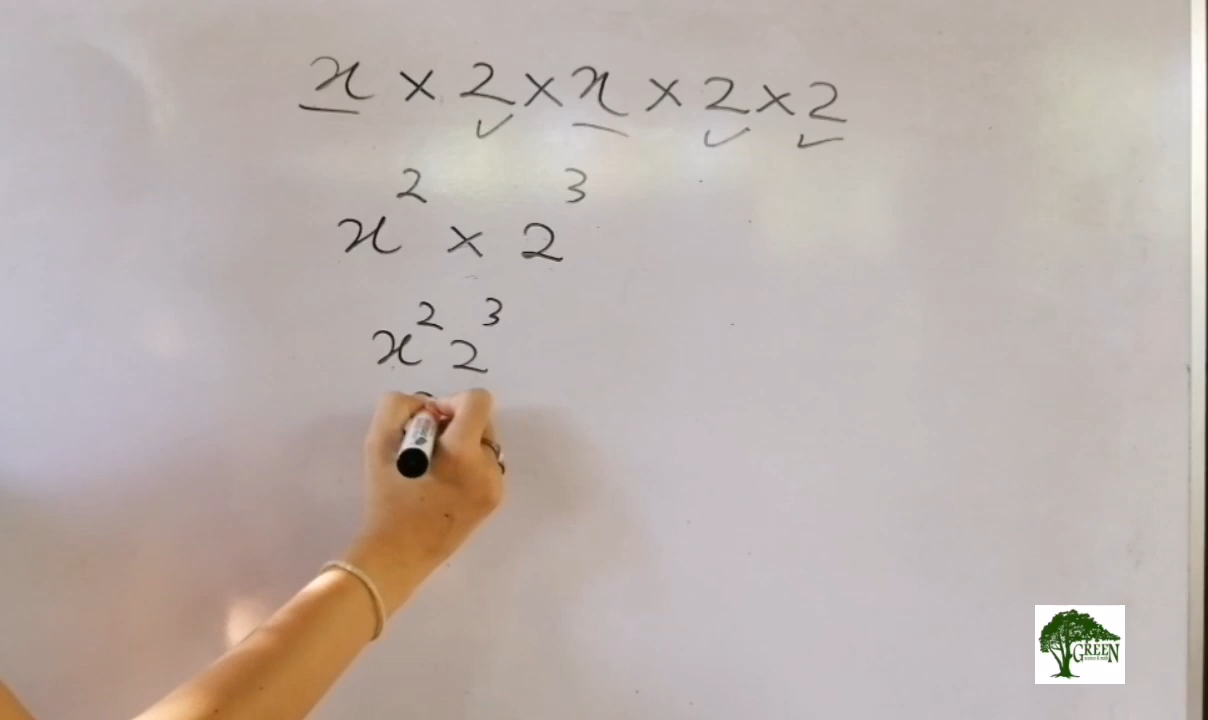 x × 2 × x × 2 × 2
x² × 2³
x² 2³
GREEN